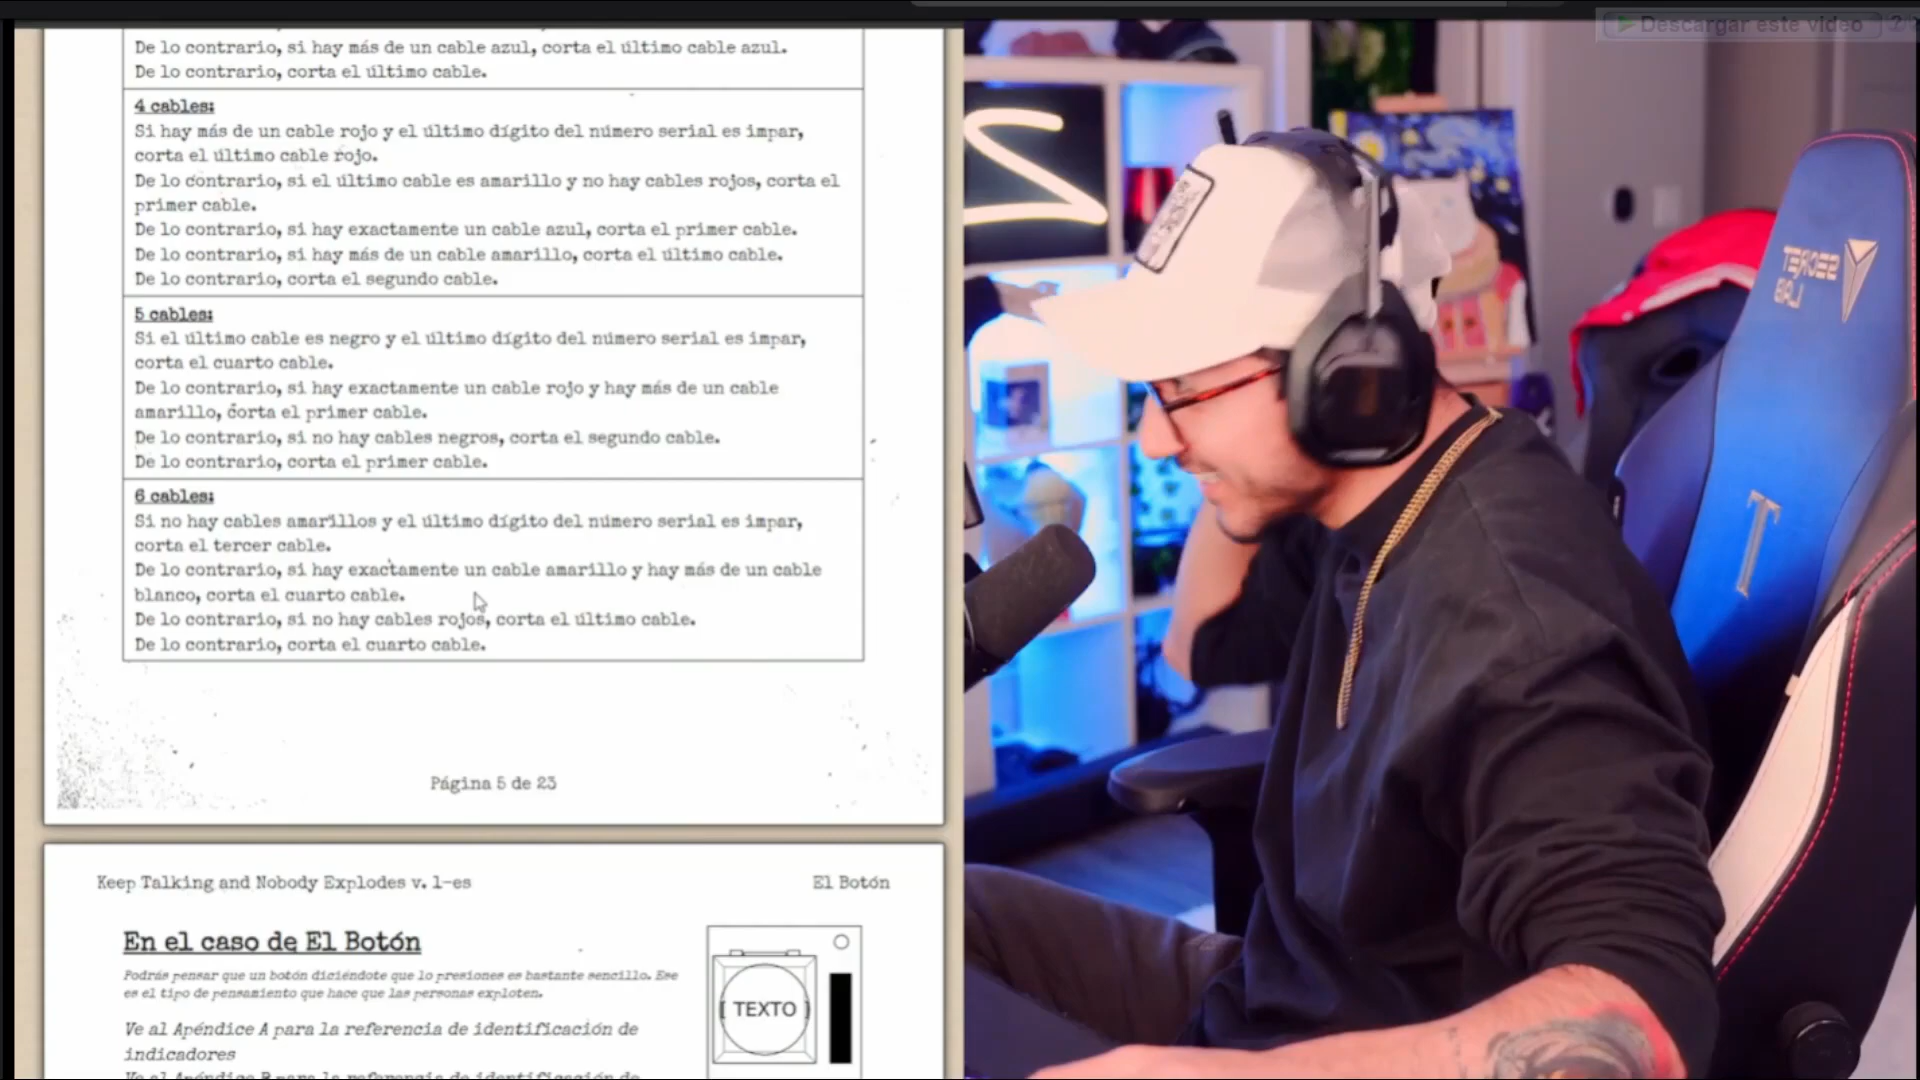 Descargar este video
De lo contrario, si hay más de un cable azul, corta el último cable azul.
De lo contrario, corta el último cable.
4 cables:
Si hay más de un cable rojo y el último dígito del número serial es impar,
corta el último cable rojo.
De lo contrario, si el último cable es amarillo y no hay cables rojos, corta el
primer cable.
De lo contrario, si hay exactamente un cable azul, corta el primer cable.
De lo contrario, si hay más de un cable amarillo, corta el último cable.
De lo contrario, corta el segundo cable.
5 cables:
Si el último cable es negro y el último dígito del número serial es impar,
corta el cuarto cable.
De lo contrario, si hay exactamente un cable rojo y hay más de un cable
amarillo, corta el primer cable.
De lo contrario, si no hay cables negros, corta el segundo cable.
De lo contrario, corta el primer cable.
6 cables:
Si no hay cables amarillos y el último dígito del número serial es impar,
corta el tercer cable.
De lo contrario, si hay exactamente un cable amarillo y hay más de un cable
blanco, corta el cuarto cable.
De lo contrario, si no hay cables rojos, corta el último cable.
De lo contrario, corta el cuarto cable.
Página 5 de 23
Keep Talking and Nobody Explodes v. 1-es
El Botón
En el caso de El Botón
Podrás pensar que un botón diciéndote que lo presiones es bastante sencillo. Ese
es el tipo de pensamiento que hace que las personas exploten.
TEXTO
Ve al Apéndice A para la referencia de identificación de
indicadores
Ve al Apéndice B para la referencia de identificación de
SECRET
LAB
T